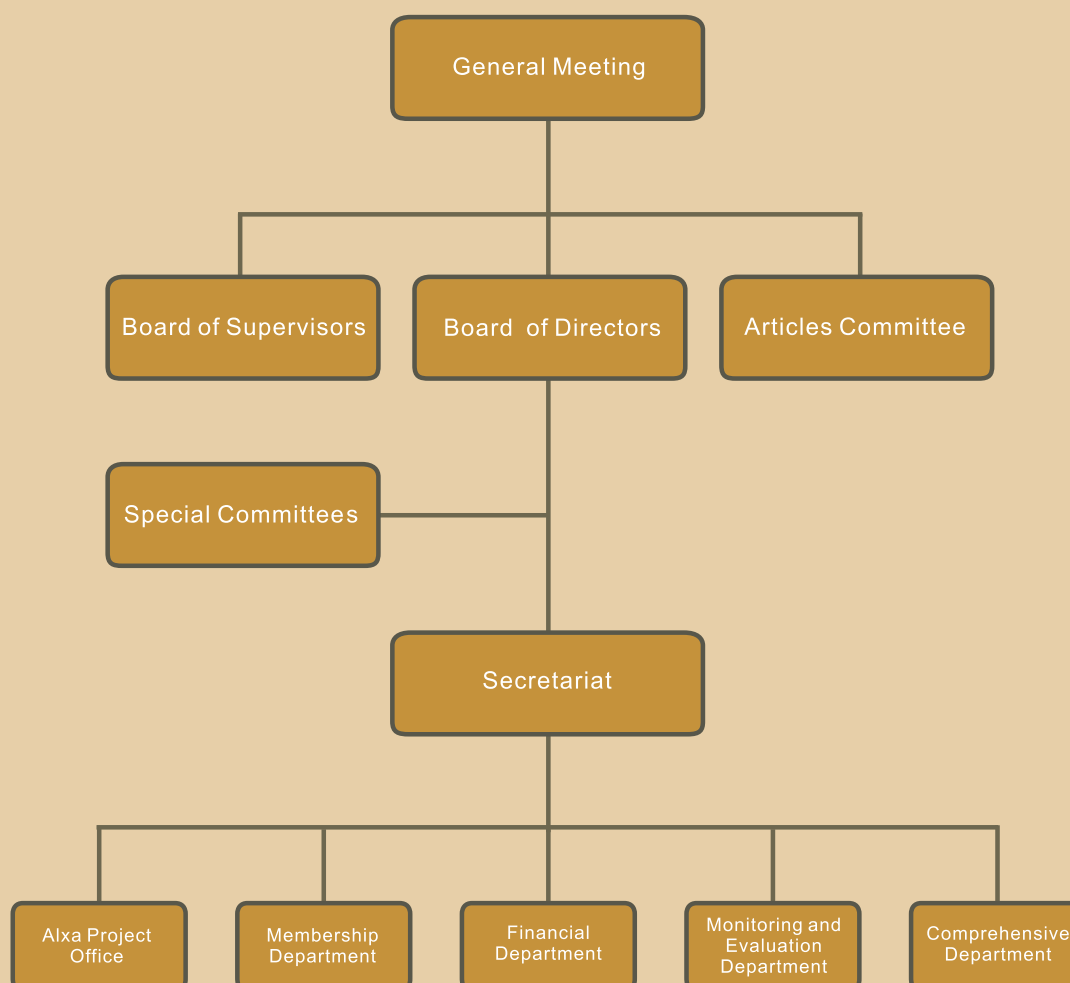 General Meeting
Board of Supervisors
Board of Directors
Articles Committee
Special Committees
Secretariat
Alxa Project
Office
Membership
Department
Financial
Department
Monitoring and
Evaluation
Department
Comprehensive
Department